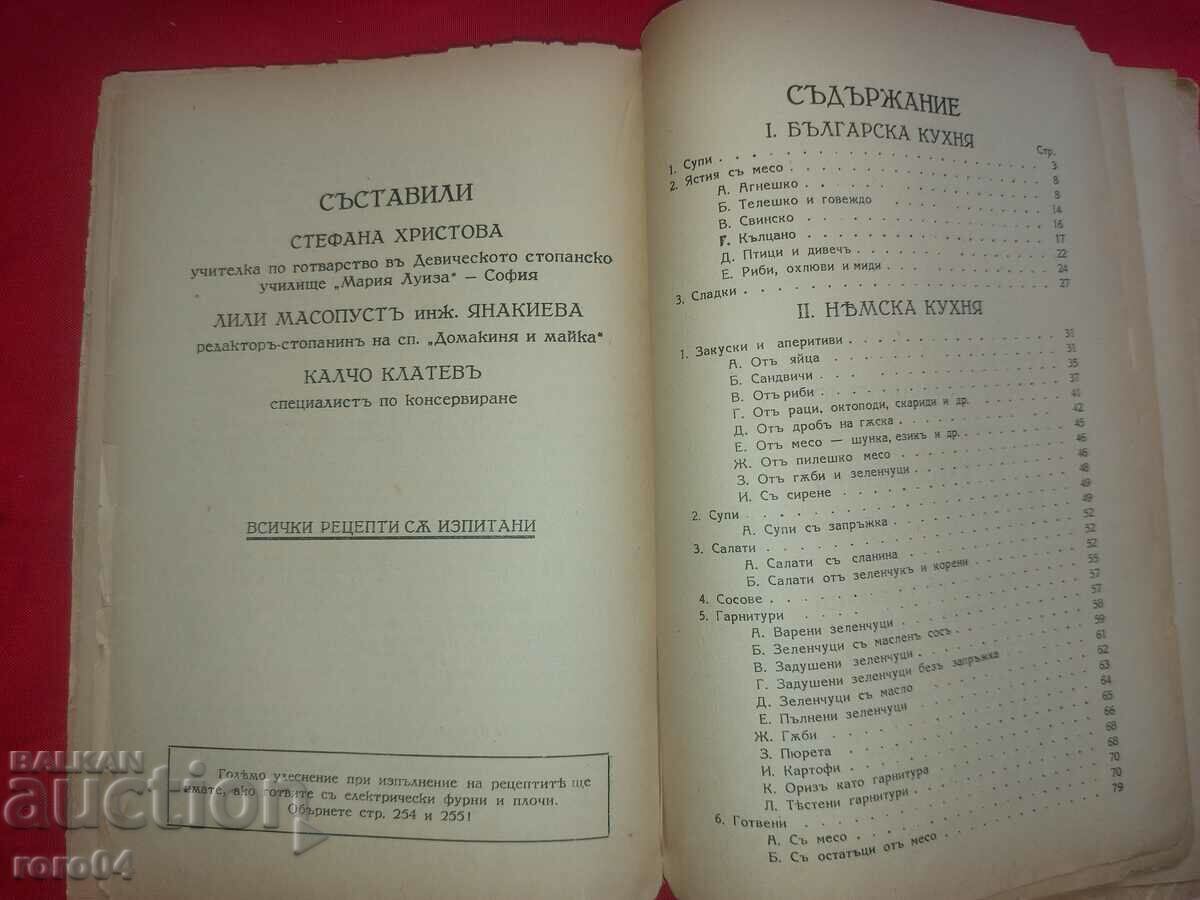 СЪСТАВИЛИ
СТЕФАНА ХРИСТОВА
учителка по готварство въ Девическото стопанско
училище „Мария Луиза“ — София
ЛИЛИ МАСОПУСТЪ инж. ЯНАКИЕВА
редакторъ-стопанинъ на сп. „Домакиня и майка“
КАЛЧО КЛАТЕВЪ
специалистъ по консервиране
ВСИЧКИ РЕЦЕПТИ СѪ ИЗПИТАНИ
Голѣмо улеснение при изпълнение на рецептитѣ ще
имате, ако готвите съ електрически фурни и плочи.
Обърнете стр. 254 и 255!
СЪДЪРЖАНИЕ
I. БЪЛГАРСКА КУХНЯ
Стр.
1. Супи . . . 3
2. Ястия съ месо . . . 8
А. Агнешко . . . 8
Б. Телешко и говеждо . . . 14
В. Свинско . . . 16
Г. Кълцано . . . 17
Д. Птици и дивечъ . . . 22
Е. Риби, охлюви и миди . . . 24
3. Сладки . . . 27
II. НѢМСКА КУХНЯ
1. Закуски и аперитиви . . . 31
А. Отъ яйца . . . 31
Б. Сандвичи . . . 35
В. Отъ риби . . . 37
Г. Отъ раци, октоподи, скариди и др. . . . 41
Д. Отъ дробъ на гѫска . . . 42
Е. Отъ месо — шунка, езикъ и др. . . . 45
Ж. Отъ пилешко месо . . . 46
З. Отъ гѫби и зеленчуци . . . 46
И. Съ сирене . . . 48
2. Супи . . . 49
А. Супи съ запръжка . . . 49
3. Салати . . . 52
А. Салати съ сланина . . . 52
Б. Салати отъ зеленчукъ и корени . . . 52
4. Сосове . . . 55
5. Гарнитури . . . 57
А. Варени зеленчуци . . . 57
Б. Зеленчуци съ масленъ сосъ . . . 58
В. Задушени зеленчуци . . . 59
Г. Задушени зеленчуци безъ запръжка . . . 61
Д. Зеленчуци съ масло . . . 62
Е. Пълнени зеленчуци . . . 63
Ж. Гѫби . . . 64
З. Пюрета . . . 65
И. Картофи . . . 66
К. Оризъ като гарнитура . . . 68
Л. Тѣстени гарнитури . . . 68
6. Готвени . . . 70
А. Съ месо . . . 70
Б. Съ остатъци отъ месо . . . 79
BALKAN
auction
roro04